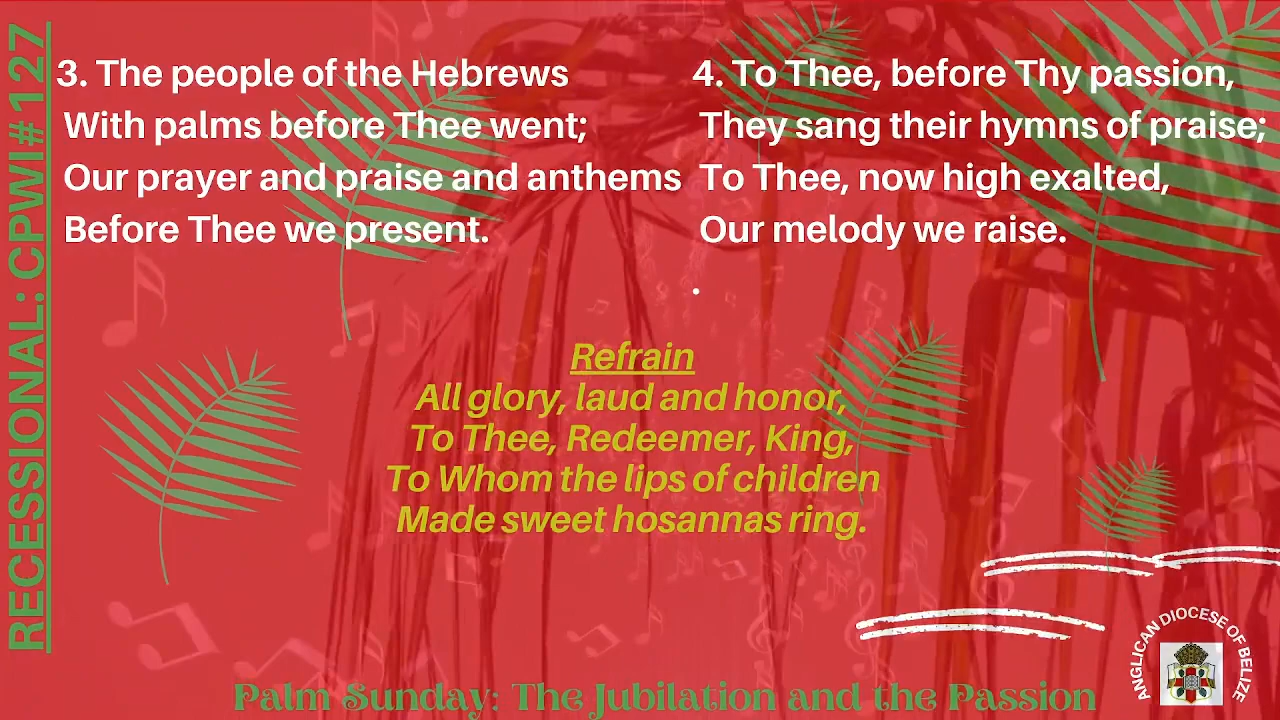 RECESSIONAL: CPWI# 127
3. The people of the Hebrews
With palms before Thee went;
Our prayer and praise and anthems
Before Thee we present.
4. To Thee, before Thy passion,
They sang their hymns of praise;
To Thee, now high exalted,
Our melody we raise.
.
Refrain
All glory, laud and honor,
To Thee, Redeemer, King,
To Whom the lips of children
Made sweet hosannas ring.
ANGLICAN DIOCESE OF BELIZE
Palm Sunday: The Jubilation and the Passion